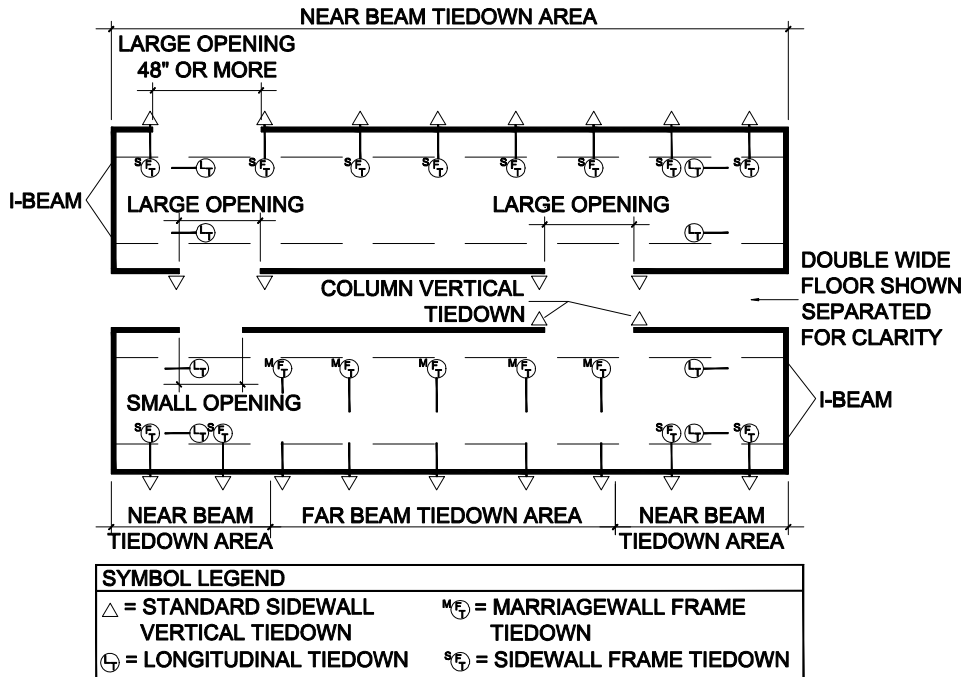 NEAR BEAM TIEDOWN AREA
LARGE OPENING
48" OR MORE
S F T L T S F T S F T S F T S F T S F T S F T L T S F T
I-BEAM
LARGE OPENING
LARGE OPENING
L T L T
COLUMN VERTICAL
TIEDOWN
DOUBLE WIDE
FLOOR SHOWN
SEPARATED
FOR CLARITY
L T M F T M F T M F T M F T M F T L T
SMALL OPENING
I-BEAM
S F T L T S F T S F T L T S F T
NEAR BEAM
TIEDOWN AREA
FAR BEAM TIEDOWN AREA
NEAR BEAM
TIEDOWN AREA
SYMBOL LEGEND
= STANDARD SIDEWALL
VERTICAL TIEDOWN
M F T = MARRIAGEWALL FRAME
TIEDOWN
L T = LONGITUDINAL TIEDOWN
S F T = SIDEWALL FRAME TIEDOWN